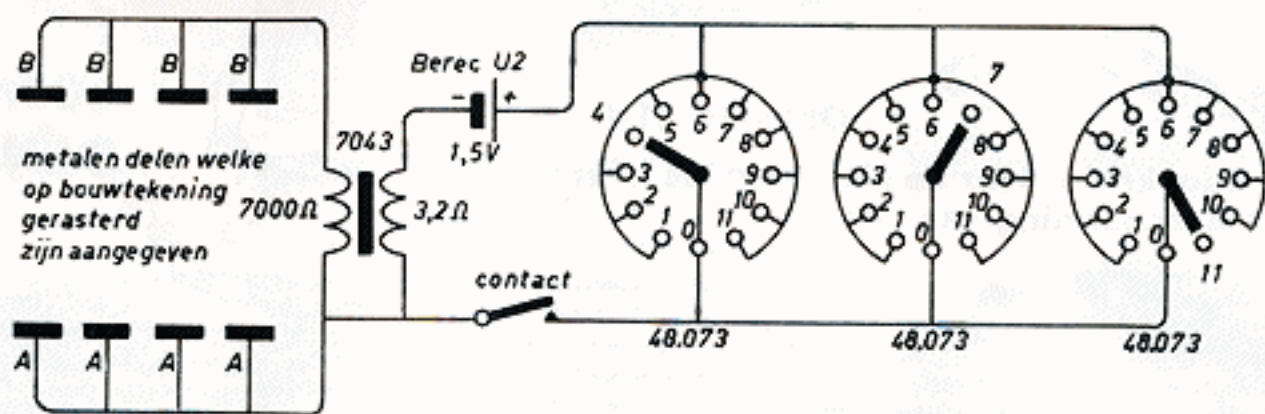 B B B B
Berec U2
- +
1,5V
7043
7000Ω
3,2Ω
metalen delen welke
op bouwtekening
gerasterd
zijn aangegeven
contact
A A A A
4 5 6 7 8 9 10 11 0 1 2 3
7 8 9 10 11 0 1 2 3 4 5 6
11 0 1 2 3 4 5 6 7 8 9 10
48.073 48.073 48.073